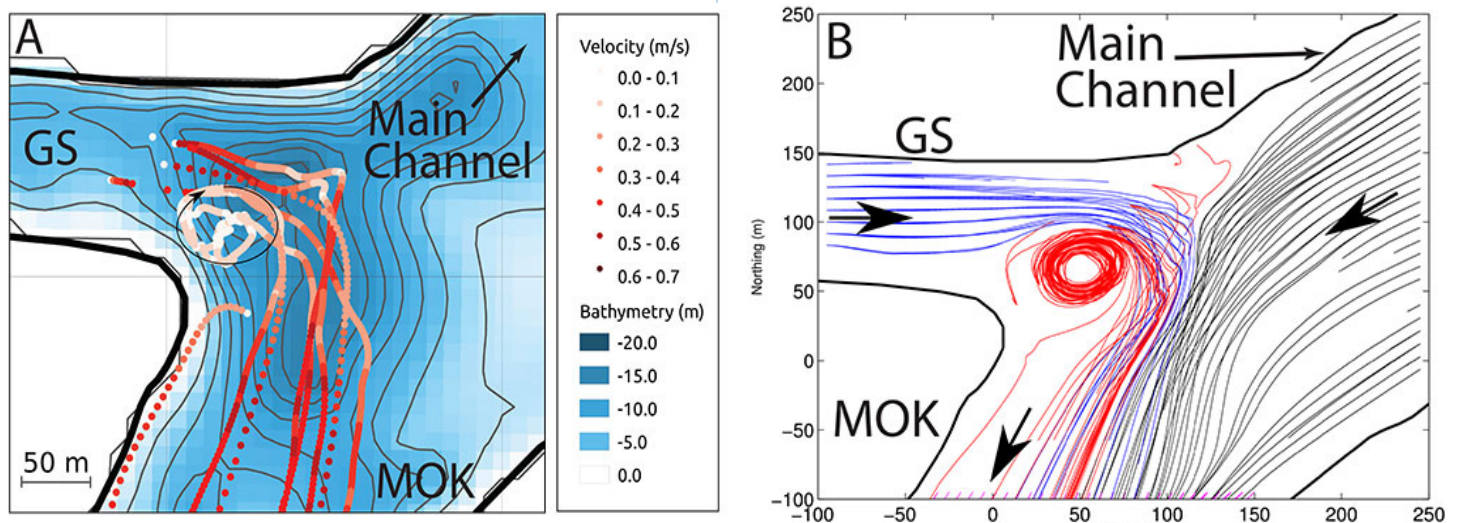 A
GS
Main
Channel
MOK
50 m
Velocity (m/s)
0.0 - 0.1
0.1 - 0.2
0.2 - 0.3
0.3 - 0.4
0.4 - 0.5
0.5 - 0.6
0.6 - 0.7
Bathymetry (m)
-20.0
-15.0
-10.0
-5.0
0.0
B
Main
Channel
GS
MOK
Northing (m)
250
200
150
100
50
0
−50
−100
−100
−50
0
50
100
150
200
250